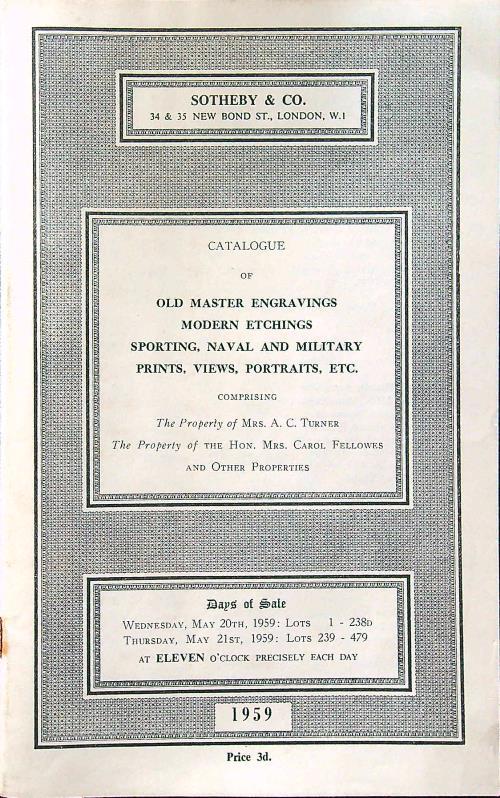 SOTHEBY & CO.
34 & 35 NEW BOND ST., LONDON, W.1
CATALOGUE
OF
OLD MASTER ENGRAVINGS
MODERN ETCHINGS
SPORTING, NAVAL AND MILITARY
PRINTS, VIEWS, PORTRAITS, ETC.
COMPRISING
The Property of MRS. A. C. TURNER
The Property of THE HON. MRS. CAROL FELLOWES
AND OTHER PROPERTIES
Days of Sale
WEDNESDAY, MAY 20TH, 1959: LOTS 1 - 238D
THURSDAY, MAY 21ST, 1959: LOTS 239 - 479
AT ELEVEN O'CLOCK PRECISELY EACH DAY
1959
Price 3d.